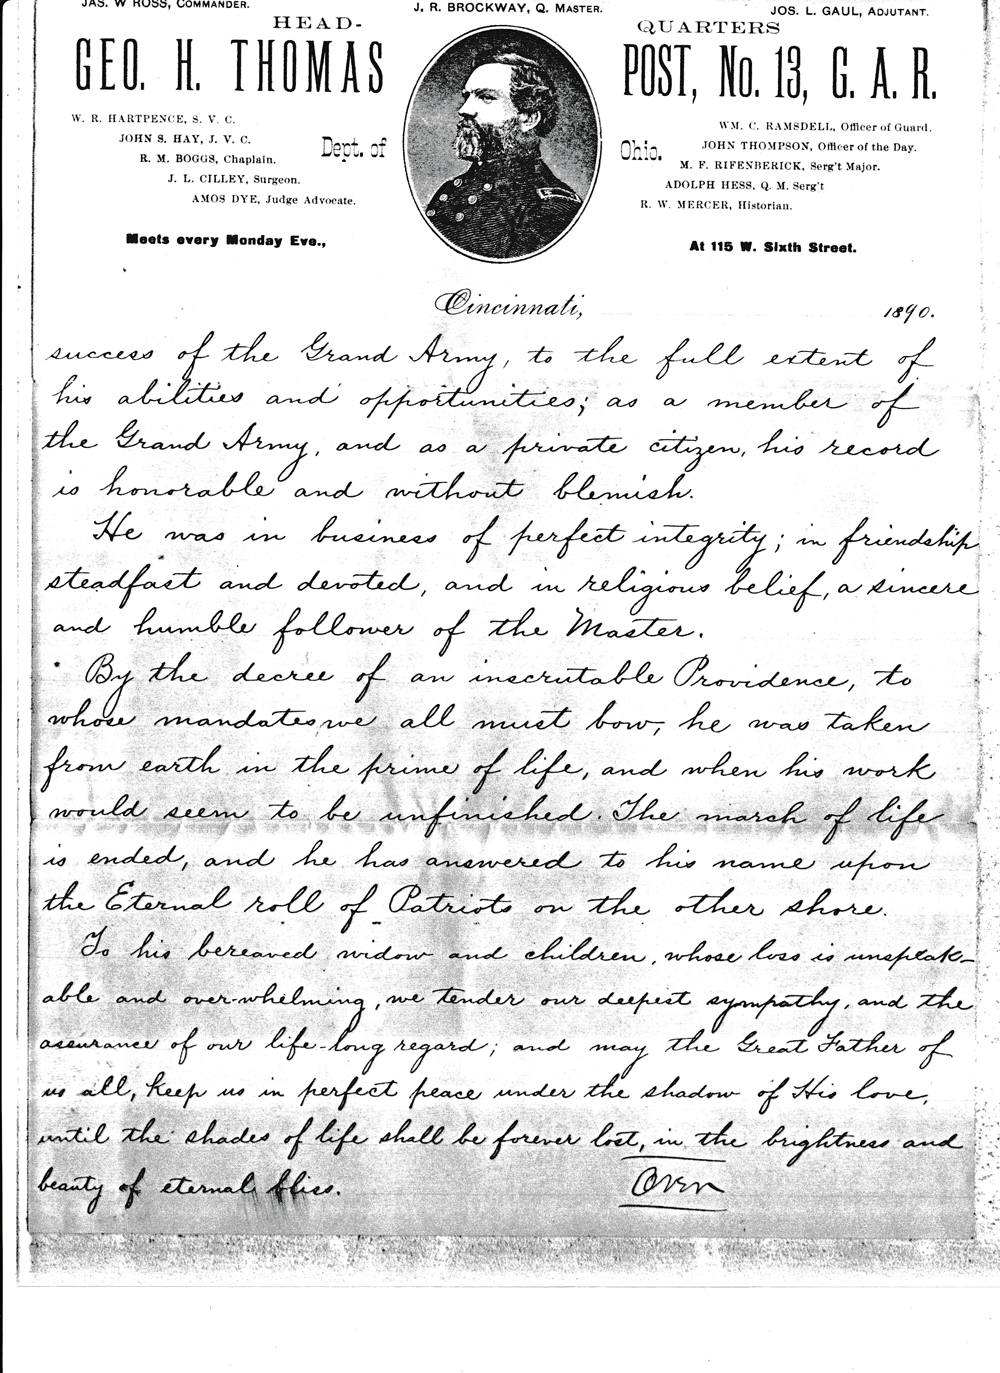 JAS. W ROSS, COMMANDER.
J. R. BROCKWAY, Q. MASTER.
JOS. L. GAUL, ADJUTANT.
HEAD-
QUARTERS
GEO. H. THOMAS
POST, No. 13, G. A. R.
W. R. HARTPENCE, S. V. C.
JOHN S. HAY, J. V. C.
R. M. BOGGS, Chaplain.
J. L. CILLEY, Surgeon.
AMOS DYE, Judge Advocate.
Dept. of
Ohio.
WM. C. RAMSDELL, Officer of Guard.
JOHN THOMPSON, Officer of the Day.
M. F. RIFENBERICK, Serg't Major.
ADOLPH HESS, Q. M. Serg't
R. W. MERCER, Historian.
Meets every Monday Eve.,
At 115 W. Sixth Street.
Cincinnati, 1890.
success of the Grand Army, to the full extent of
his abilities and opportunities; as a member of
the Grand Army, and as a private citizen, his record
is honorable and without blemish.
He was in business of perfect integrity; in friendship
steadfast and devoted, and in religious belief, a sincere
and humble follower of the Master.
By the decree of an inscrutable Providence, to
whose mandates we all must bow, he was taken
from earth in the prime of life, and when his work
would seem to be unfinished. The march of life
is ended, and he has answered to his name upon
the Eternal roll of Patriots on the other shore.
To his bereaved widow and children, whose loss is unspeak-
able and over-whelming, we tender our deepest sympathy, and the
assurance of our life-long regard; and may the Great Father of
us all, keep us in perfect peace under the shadow of His love,
until the shades of life shall be forever lost, in the brightness and
beauty of eternal bliss.
Over